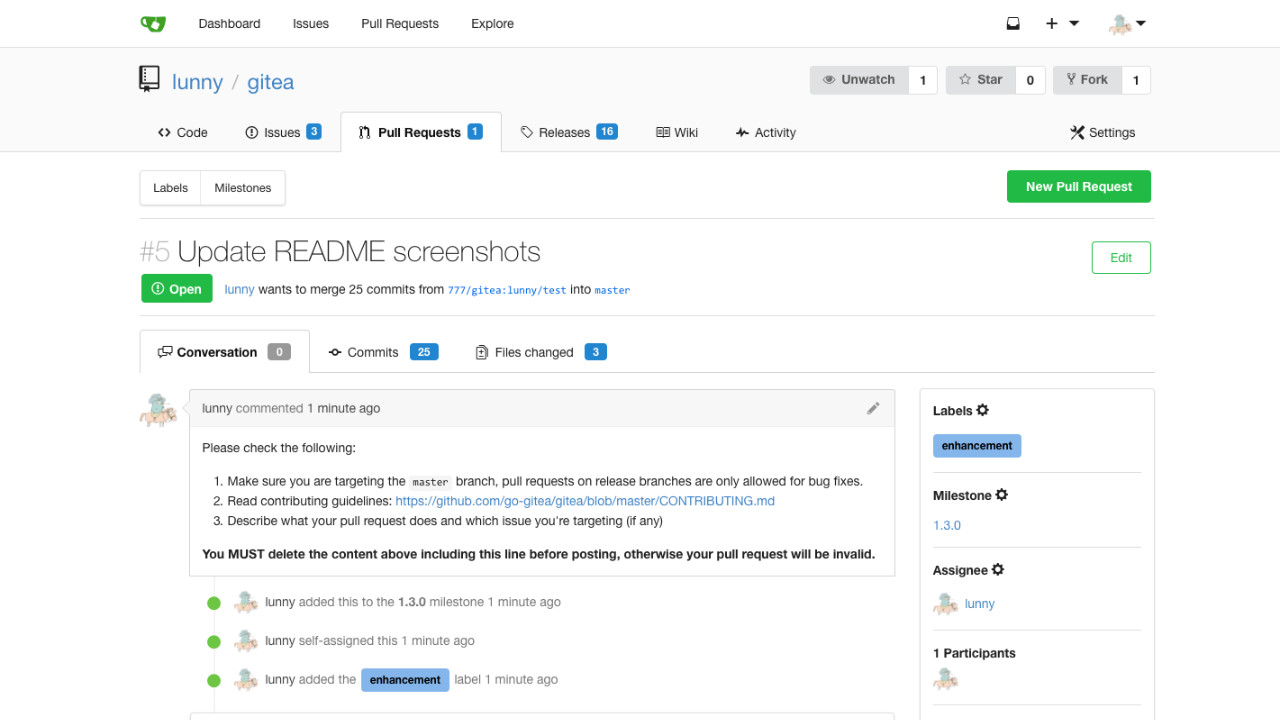 Dashboard Issues Pull Requests Explore
lunny / gitea
Unwatch 1 Star 0 Fork 1
Code Issues 3 Pull Requests 1 Releases 16 Wiki Activity Settings
Labels Milestones New Pull Request
#5 Update README screenshots
Edit
Open lunny wants to merge 25 commits from 777/gitea:lunny/test into master
Conversation 0 Commits 25 Files changed 3
lunny commented 1 minute ago
Please check the following:
1. Make sure you are targeting the master branch, pull requests on release branches are only allowed for bug fixes.
2. Read contributing guidelines: https://github.com/go-gitea/gitea/blob/master/CONTRIBUTING.md
3. Describe what your pull request does and which issue you're targeting (if any)
You MUST delete the content above including this line before posting, otherwise your pull request will be invalid.
lunny added this to the 1.3.0 milestone 1 minute ago
lunny self-assigned this 1 minute ago
lunny added the enhancement label 1 minute ago
Labels
enhancement
Milestone
1.3.0
Assignee
lunny
1 Participants